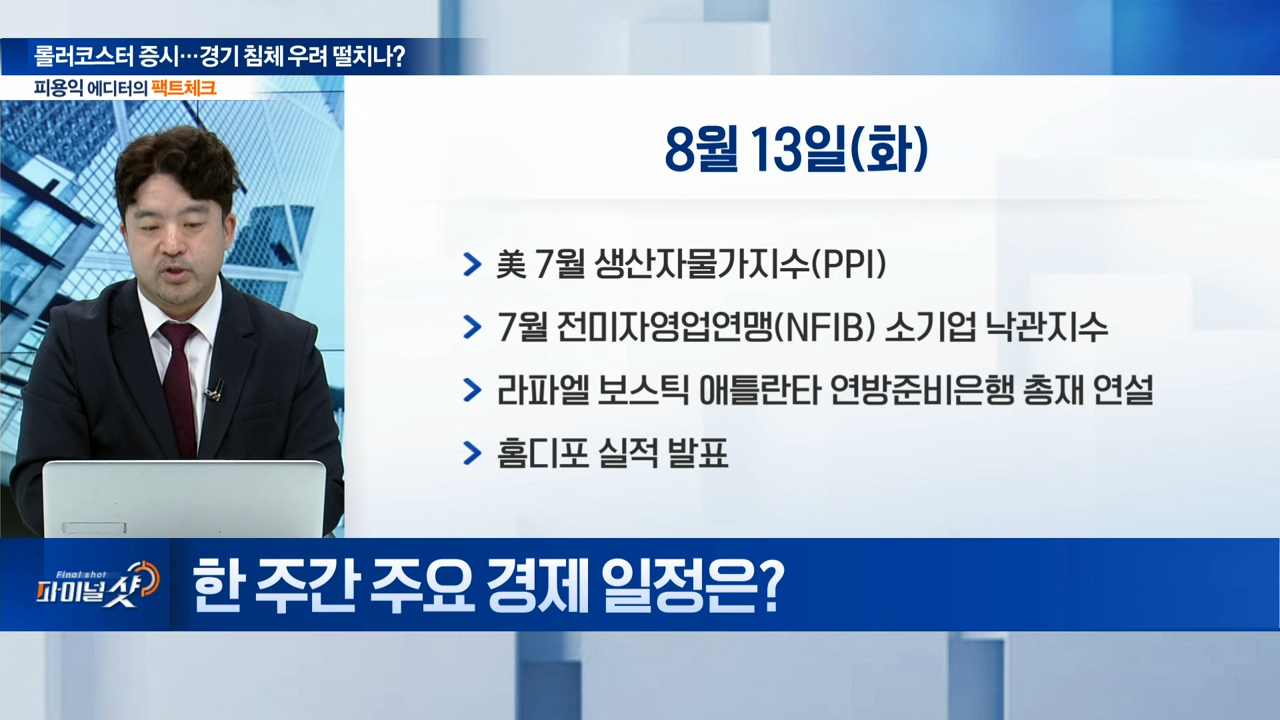 롤러코스터 증시…경기 침체 우려 떨치나?
피용익 에디터의 팩트체크
8월 13일(화)
美 7월 생산자물가지수(PPI)
7월 전미자영업연맹(NFIB) 소기업 낙관지수
라파엘 보스틱 애틀란타 연방준비은행 총재 연설
홈디포 실적 발표
Final shot
파이널샷
한 주간 주요 경제 일정은?